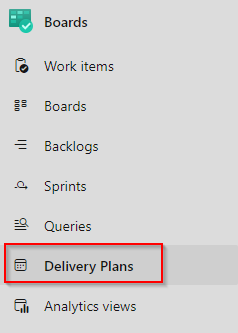 Boards
Work items
Boards
Backlogs
Sprints
Queries
Delivery Plans
Analytics views